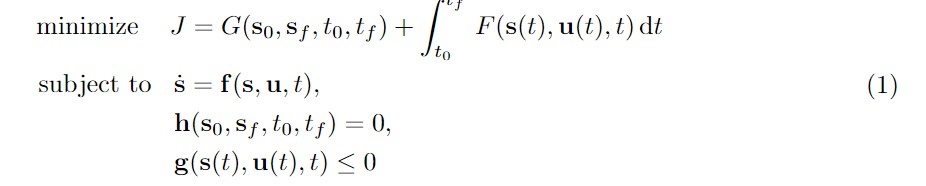 minimize J = G(s₀, s_f, t₀, t_f) + ∫_{t₀}^{t_f} F(s(t), u(t), t) dt
subject to ṡ = f(s, u, t), (1)
h(s₀, s_f, t₀, t_f) = 0,
g(s(t), u(t), t) ≤ 0